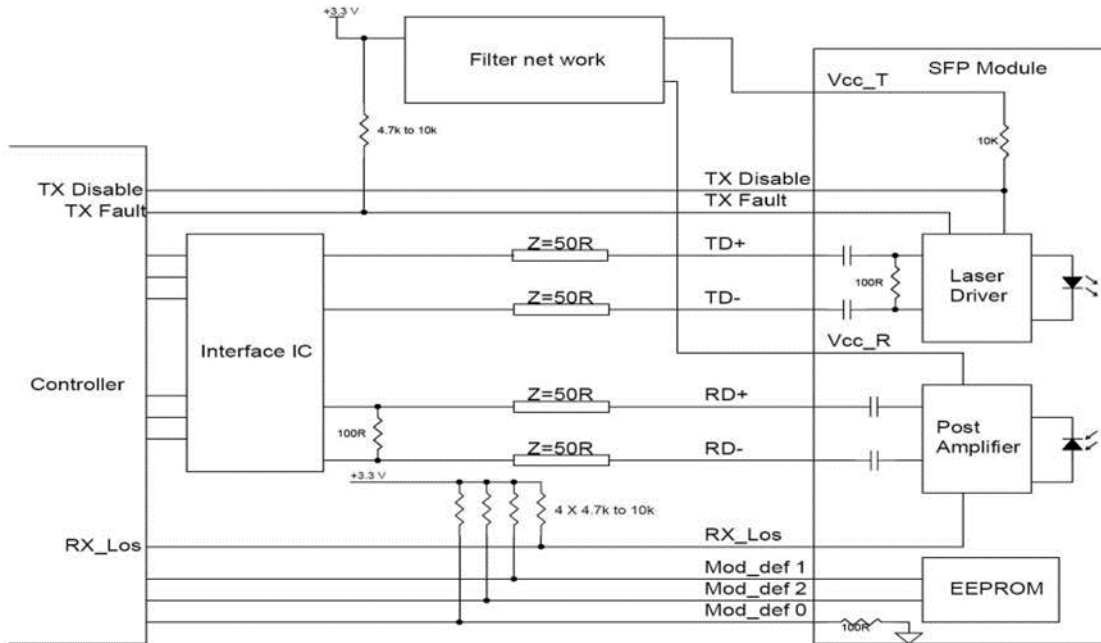 +3.3 V
Filter net work
SFP Module
Vcc_T
4.7k to 10k
10K
TX Disable
TX Disable
TX Fault
TX Fault
Z=50R
TD+
100R
Laser
Driver
Z=50R
TD-
Interface IC
Vcc_R
Controller
Z=50R
RD+
100R
Post
Amplifier
Z=50R
RD-
+3.3 V
4 X 4.7k to 10k
RX_Los
RX_Los
Mod_def 1
Mod_def 2
EEPROM
Mod_def 0
100R